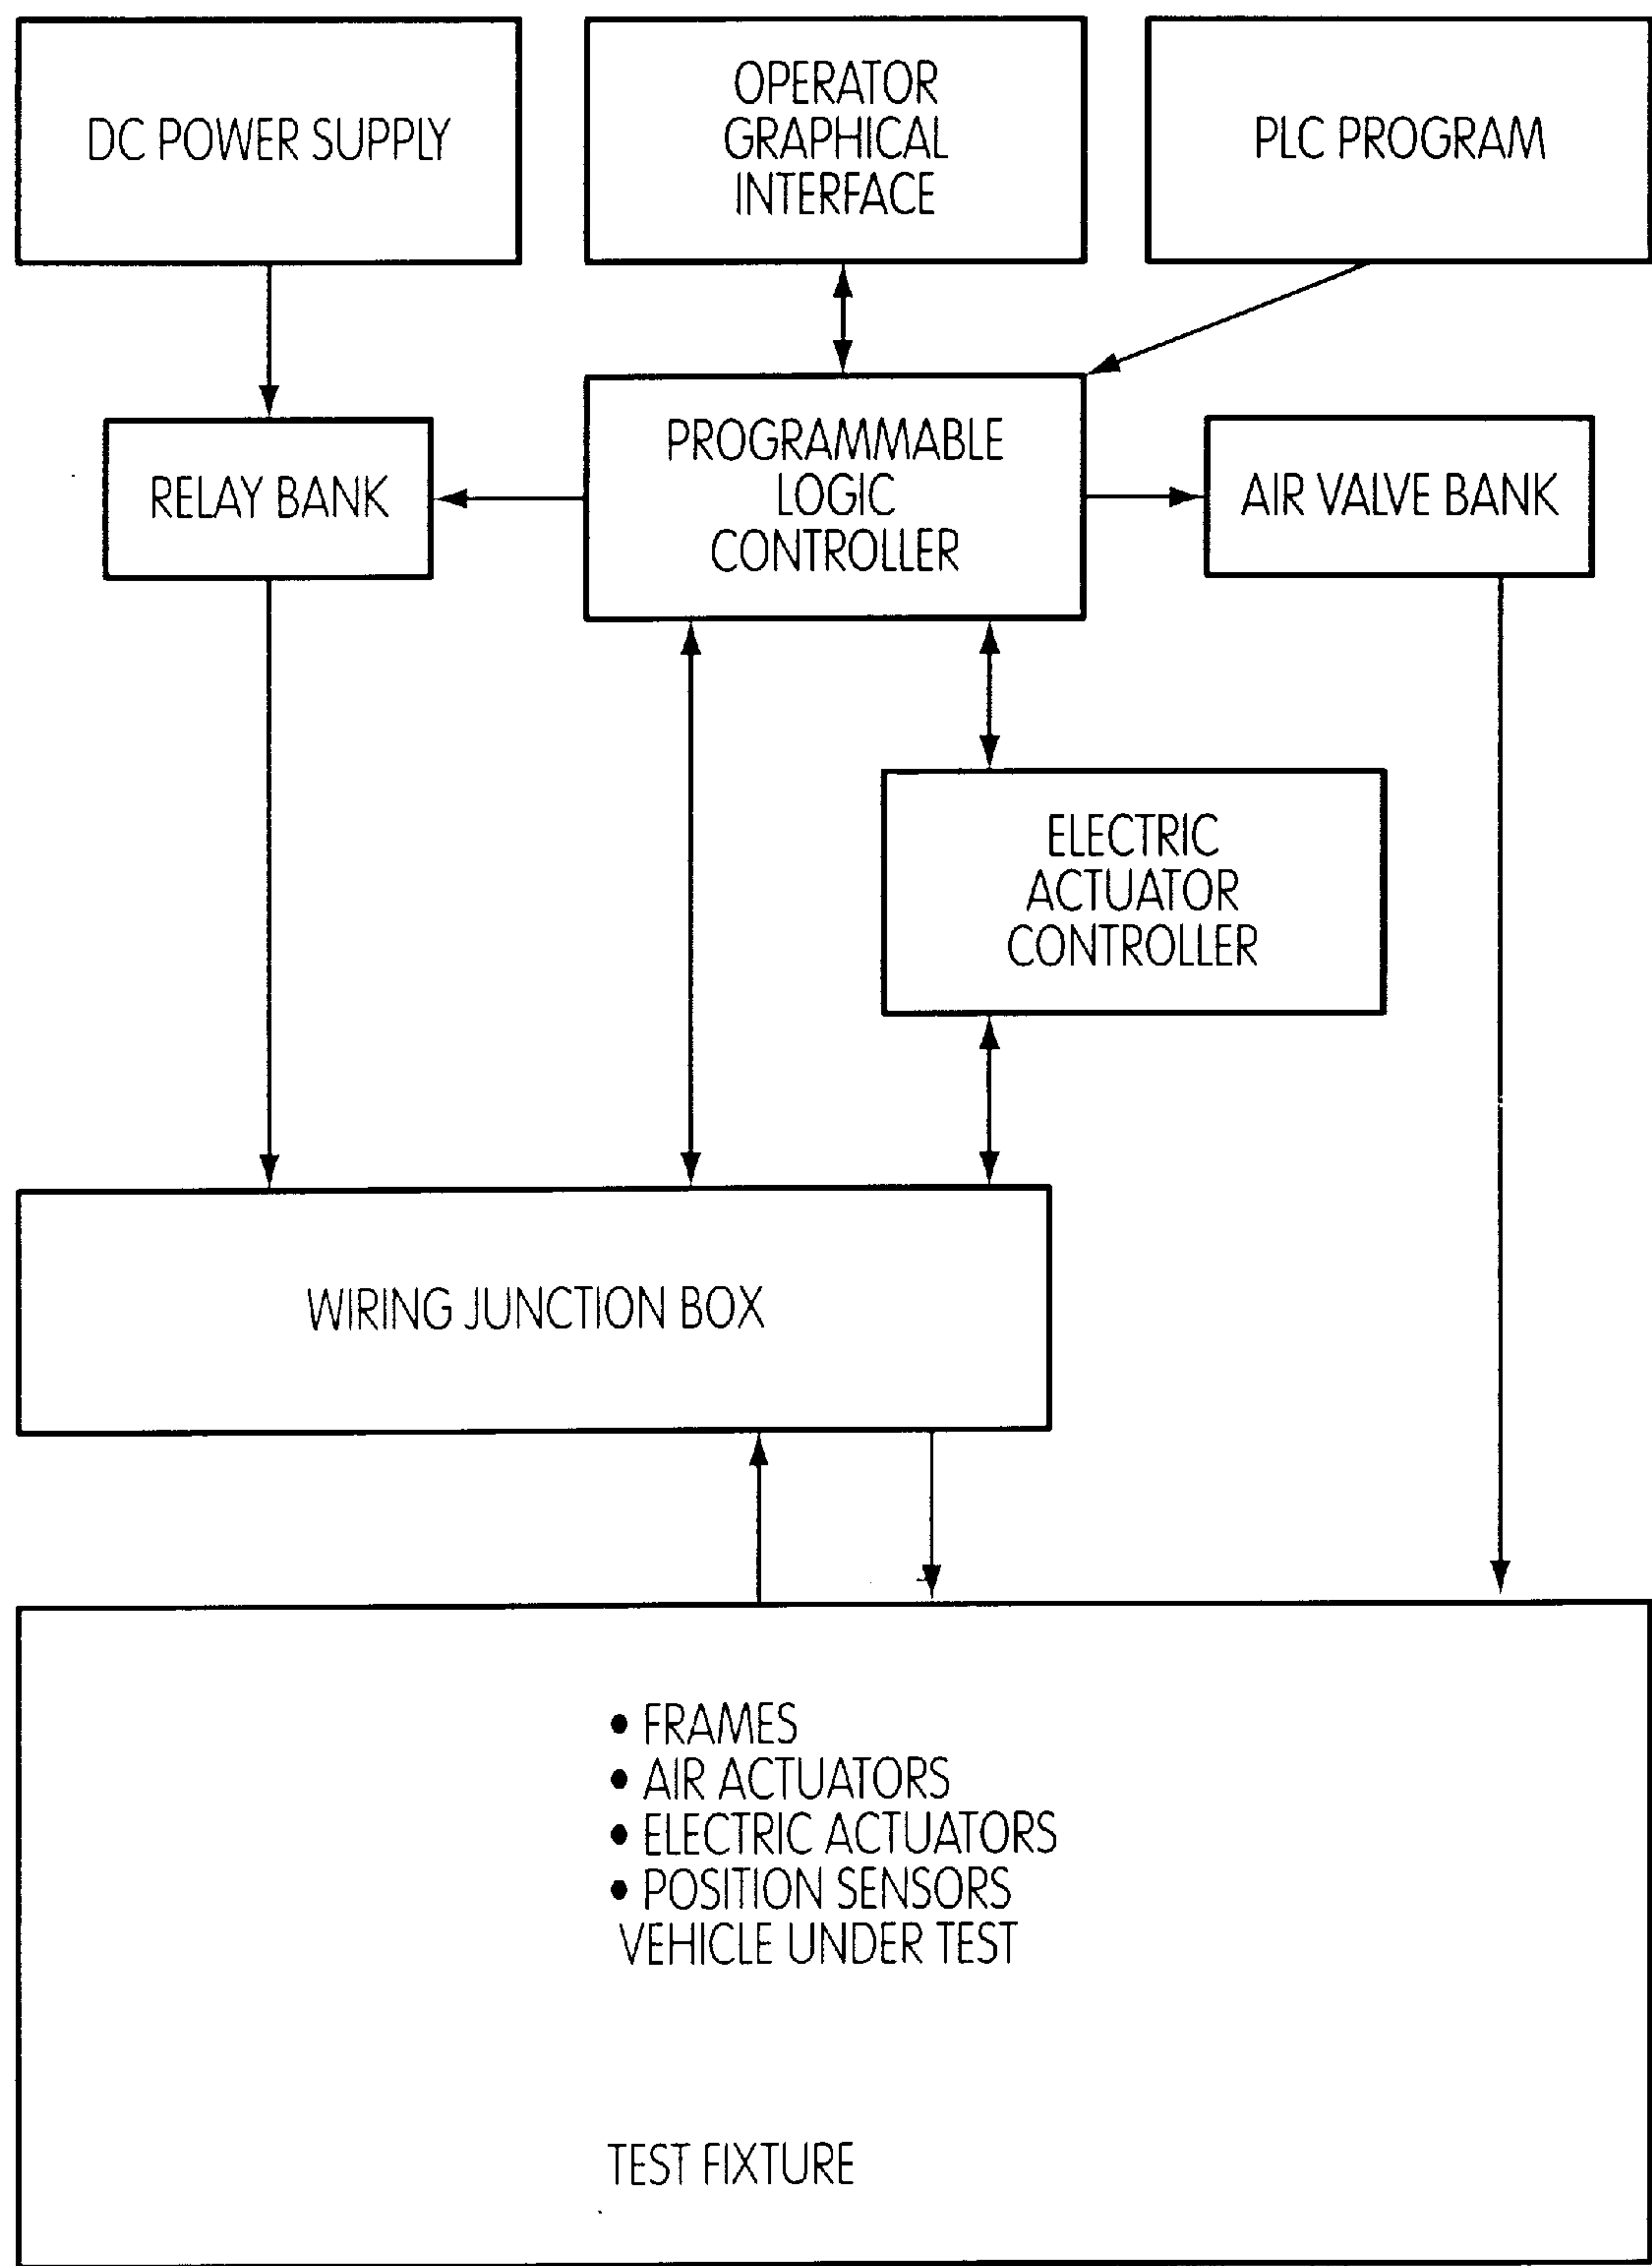 DC POWER SUPPLY
OPERATOR
GRAPHICAL
INTERFACE
PLC PROGRAM
RELAY BANK
PROGRAMMABLE
LOGIC
CONTROLLER
AIR VALVE BANK
ELECTRIC
ACTUATOR
CONTROLLER
WIRING JUNCTION BOX
• FRAMES
• AIR ACTUATORS
• ELECTRIC ACTUATORS
• POSITION SENSORS
VEHICLE UNDER TEST
TEST FIXTURE